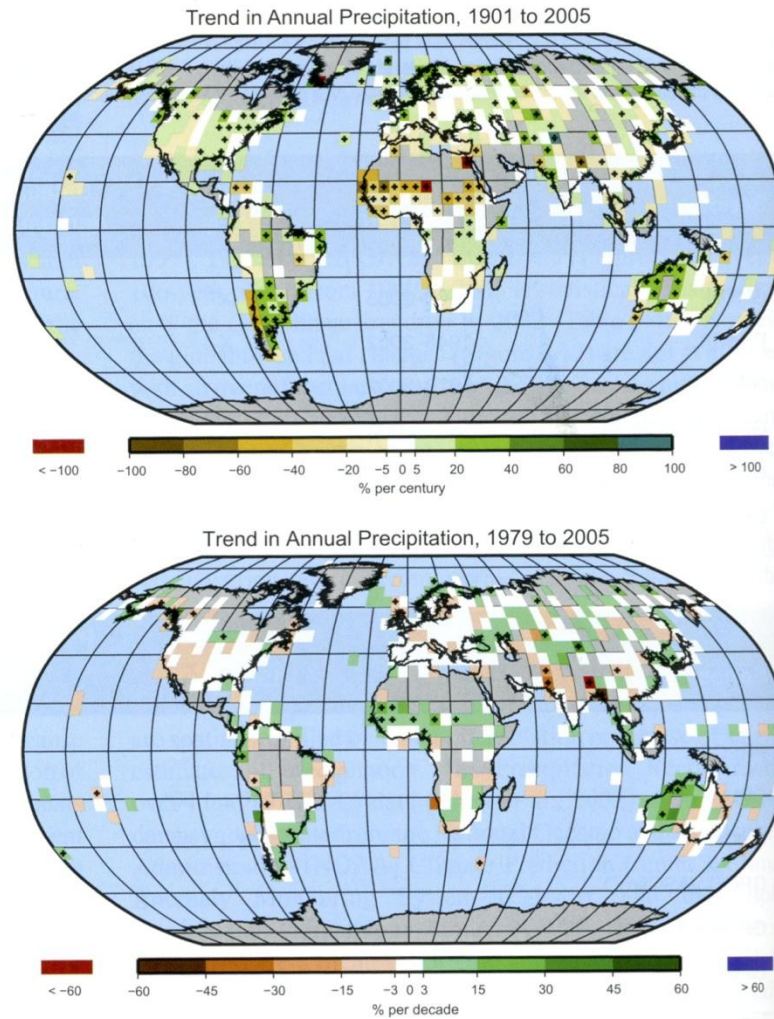 Trend in Annual Precipitation, 1901 to 2005
< −100
−100 −80 −60 −40 −20 −5 0 5 20 40 60 80 100
> 100
% per century
Trend in Annual Precipitation, 1979 to 2005
< −60
−60 −45 −30 −15 −3 0 3 15 30 45 60
> 60
% per decade